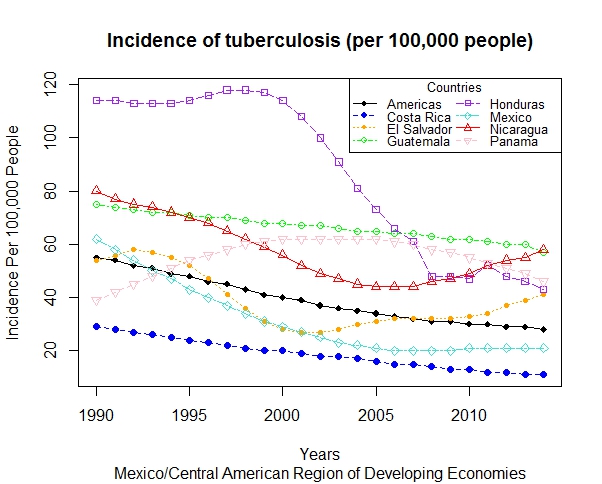 Incidence of tuberculosis (per 100,000 people)
Incidence Per 100,000 People
120
100
80
60
40
20
Countries
Americas
Costa Rica
El Salvador
Guatemala
Honduras
Mexico
Nicaragua
Panama
1990 1995 2000 2005 2010
Years
Mexico/Central American Region of Developing Economies